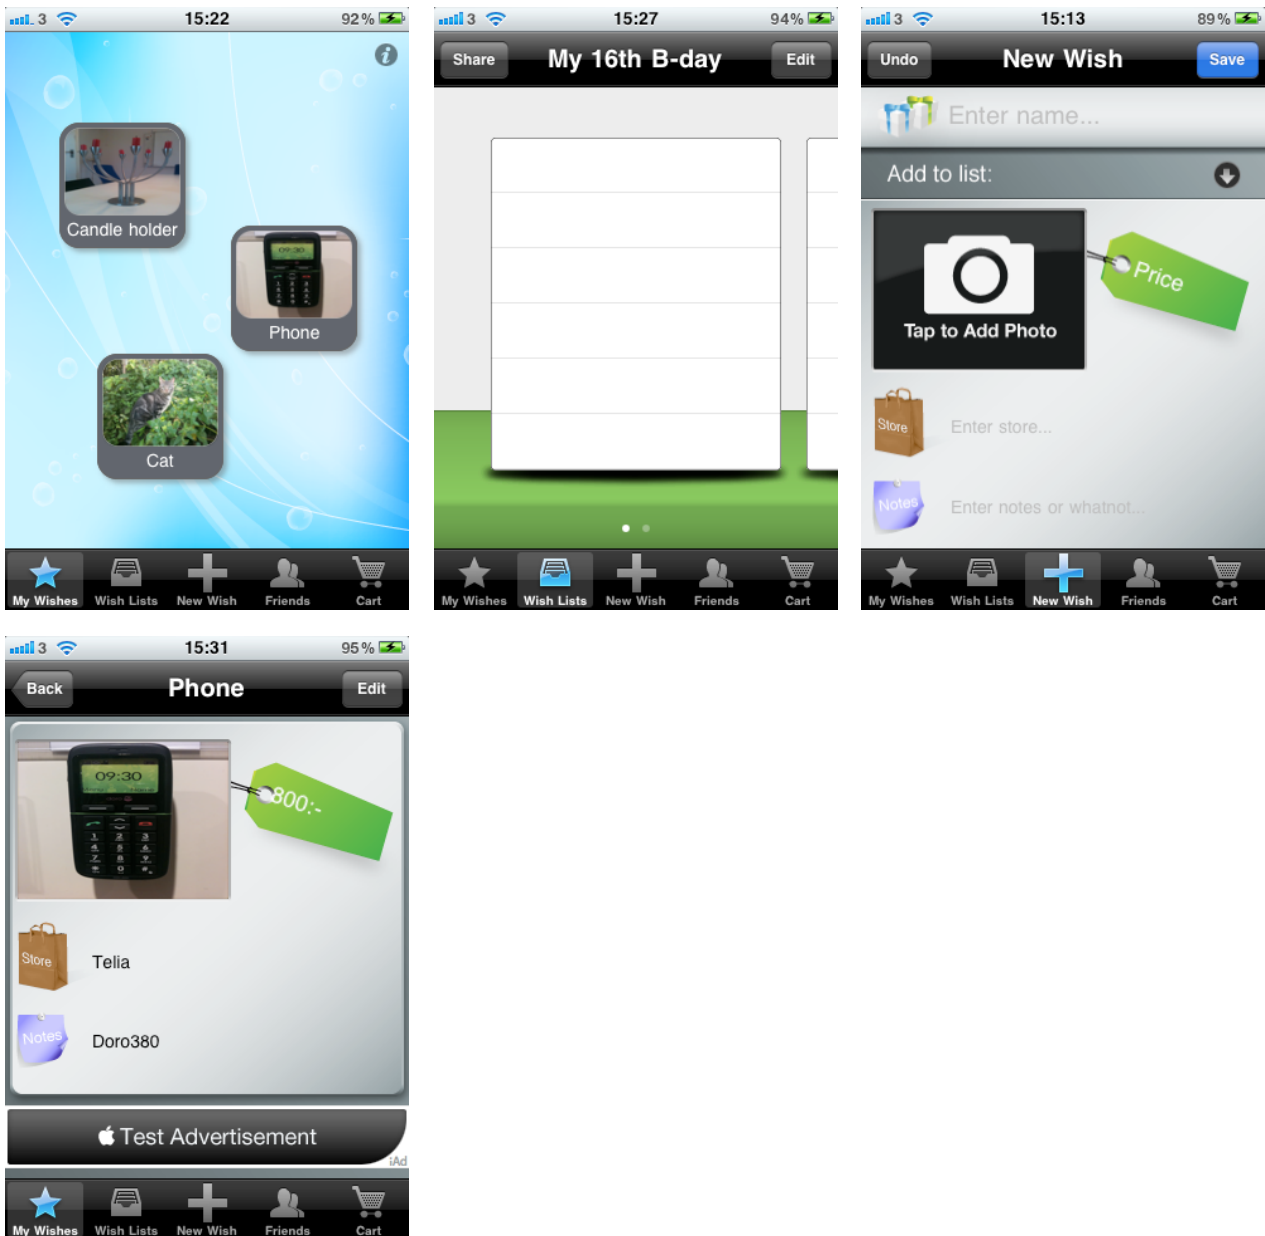 3 15:22 92%
Candle holder
Phone
Cat
My Wishes Wish Lists New Wish Friends Cart
3 15:27 94%
Share My 16th B-day Edit
My Wishes Wish Lists New Wish Friends Cart
3 15:13 89%
Undo New Wish Save
Enter name...
Add to list:
Price
Tap to Add Photo
Store Enter store...
Notes Enter notes or whatnot...
My Wishes Wish Lists New Wish Friends Cart
3 15:31 95%
Back Phone Edit
09:30
800:-
Store Telia
Notes Doro380
Test Advertisement
iAd
My Wishes Wish Lists New Wish Friends Cart